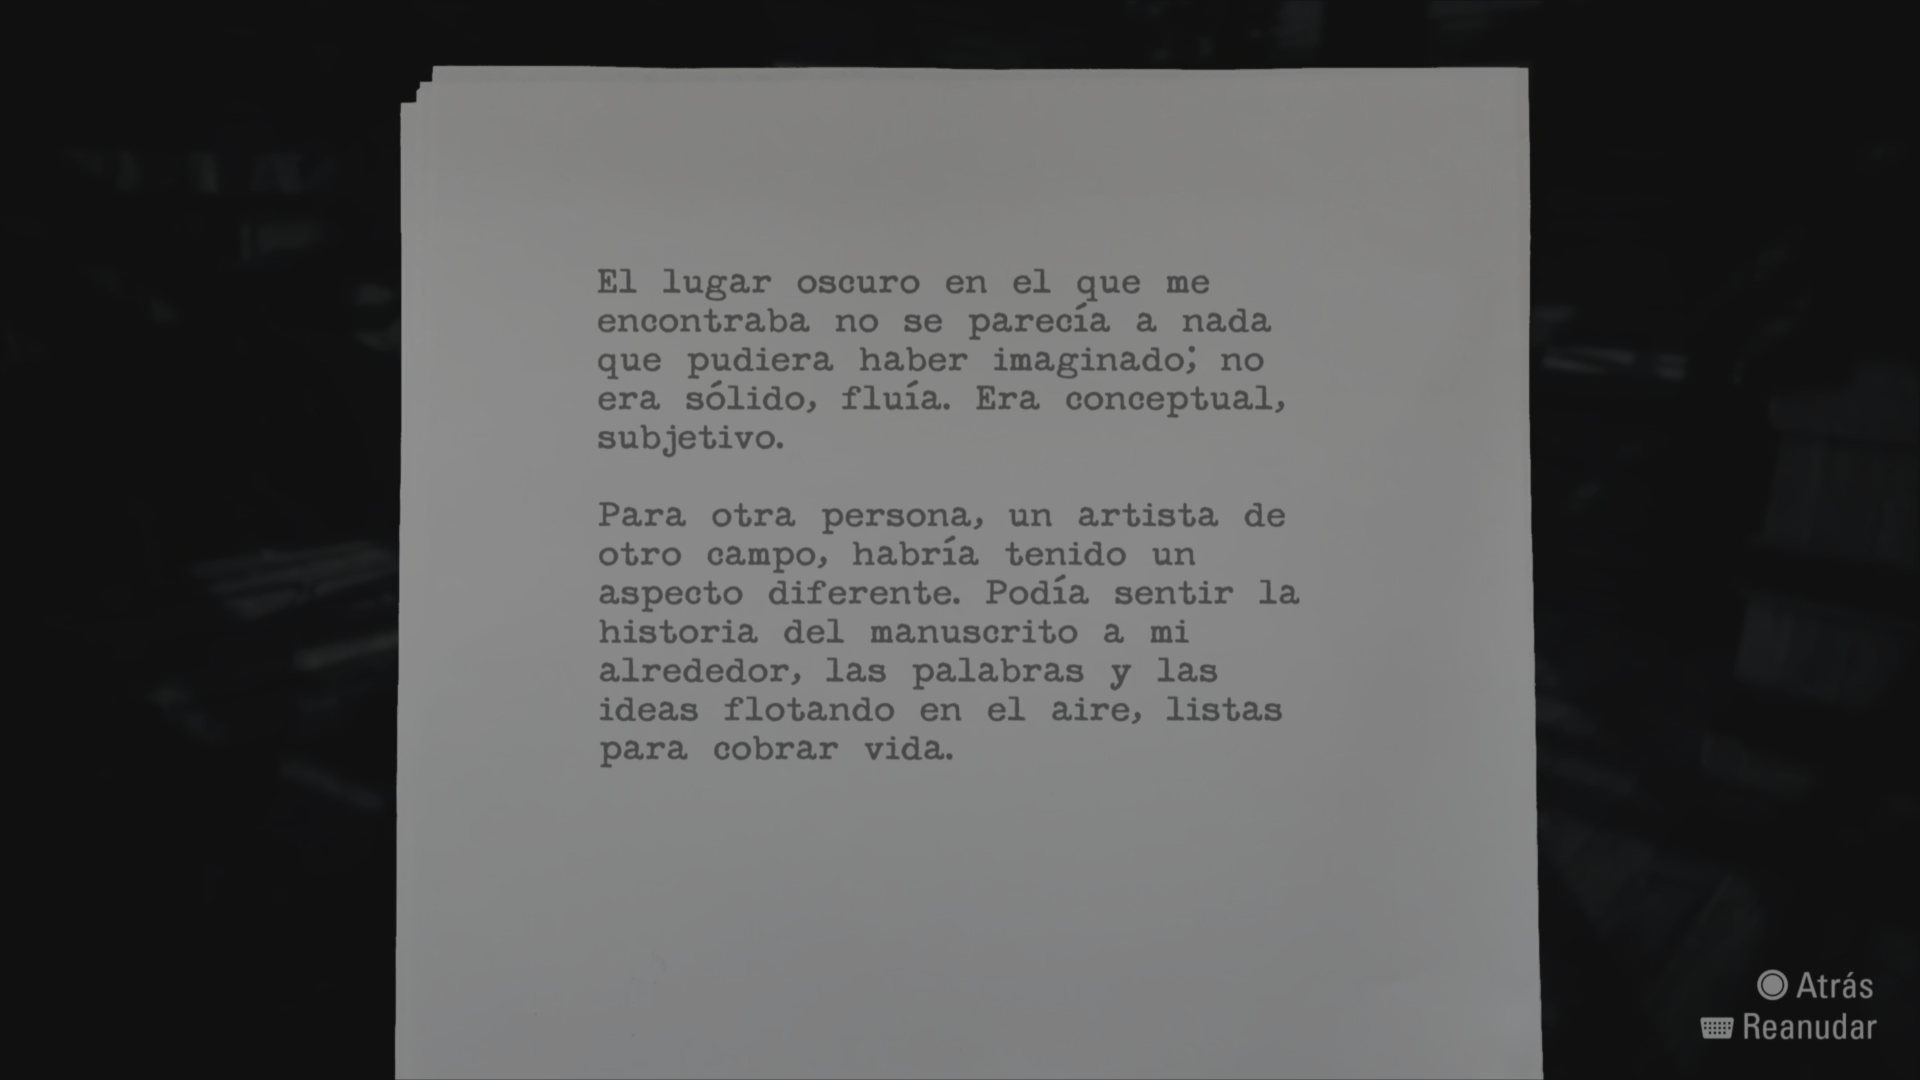 El lugar oscuro en el que me
encontraba no se parecía a nada
que pudiera haber imaginado; no
era sólido, fluía. Era conceptual,
subjetivo.
Para otra persona, un artista de
otro campo, habría tenido un
aspecto diferente. Podía sentir la
historia del manuscrito a mi
alrededor, las palabras y las
ideas flotando en el aire, listas
para cobrar vida.
Atrás
Reanudar